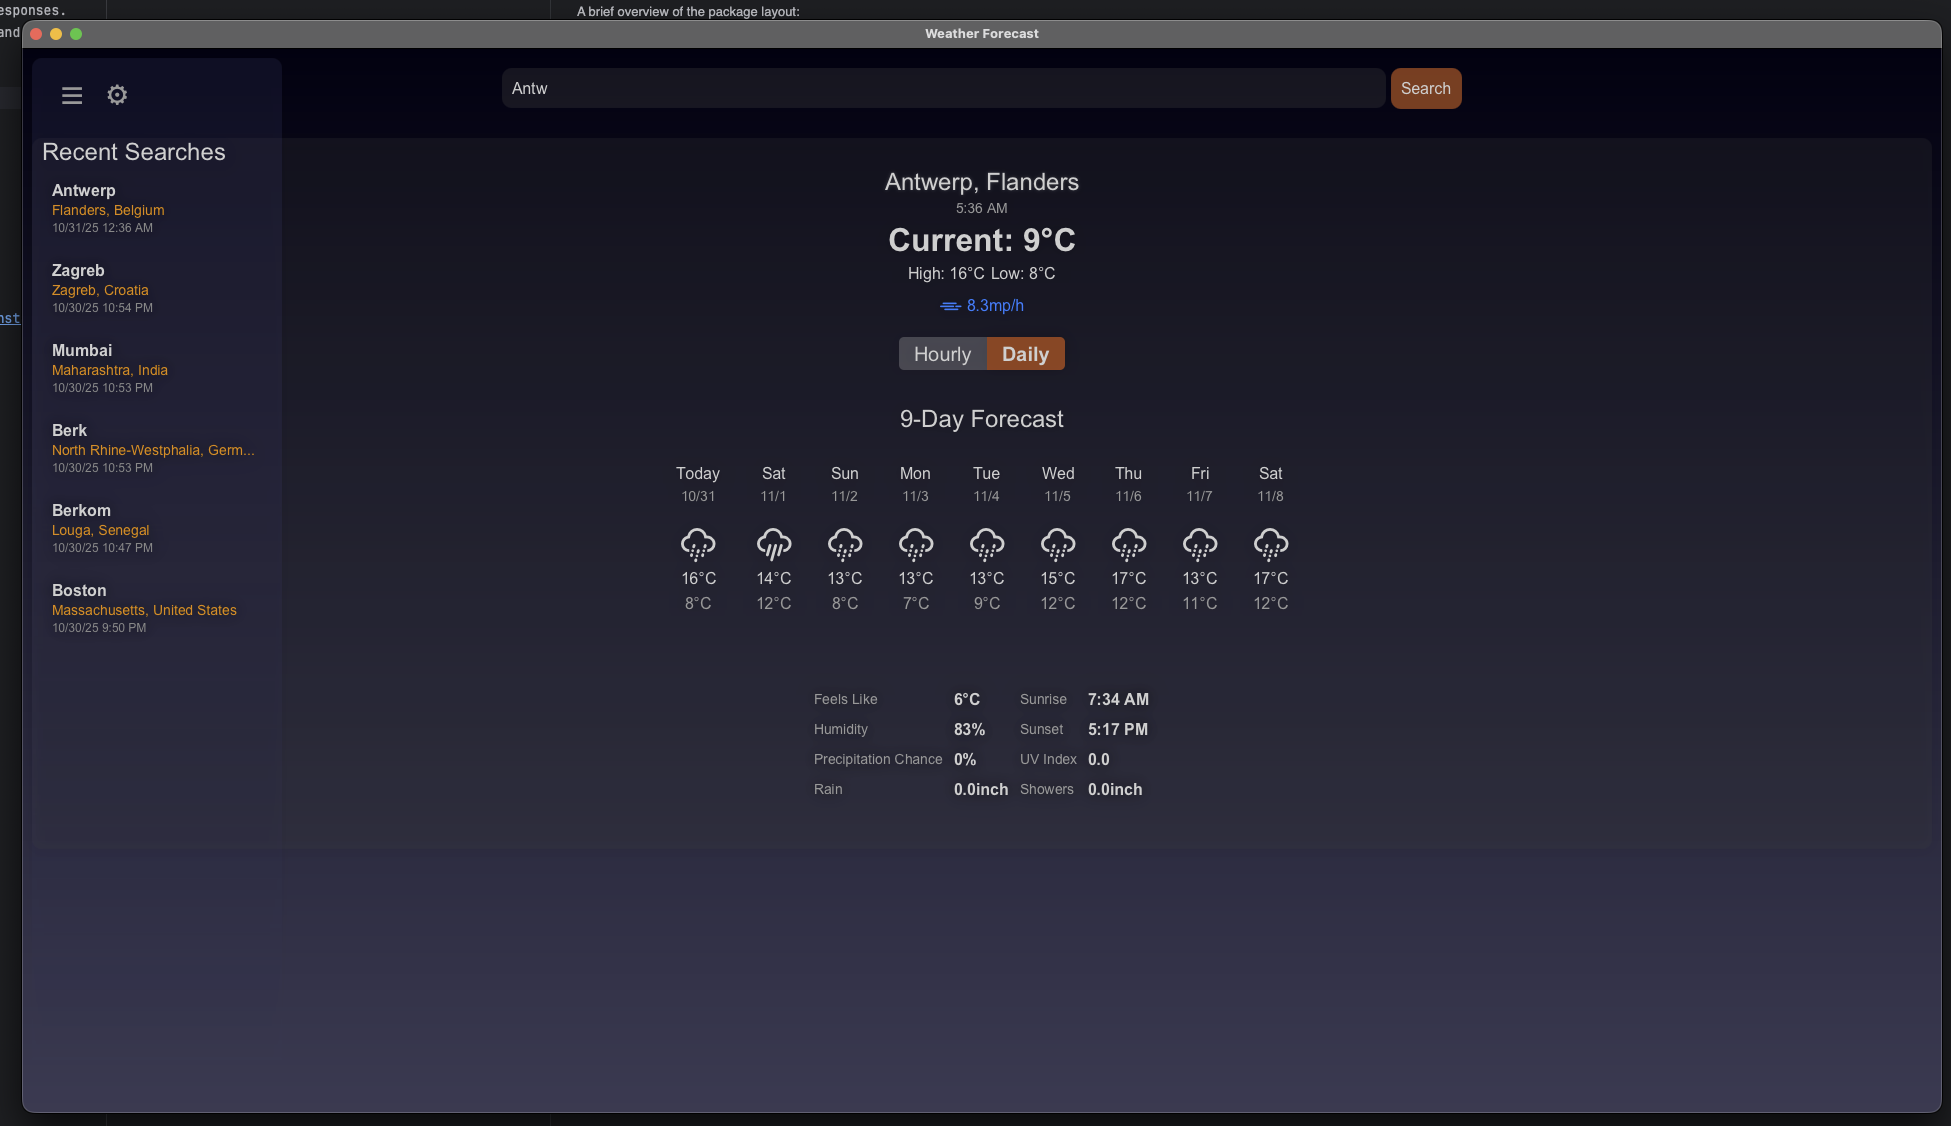 esponses.
A brief overview of the package layout:
and
Weather Forecast
Antw
Search
Recent Searches
Antwerp
Flanders, Belgium
10/31/25 12:36 AM
Zagreb
Zagreb, Croatia
10/30/25 10:54 PM
Mumbai
Maharashtra, India
10/30/25 10:53 PM
Berk
North Rhine-Westphalia, Germ...
10/30/25 10:53 PM
Berkom
Louga, Senegal
10/30/25 10:47 PM
Boston
Massachusetts, United States
10/30/25 9:50 PM
nst
Antwerp, Flanders
5:36 AM
Current: 9°C
High: 16°C Low: 8°C
8.3mp/h
Hourly Daily
9-Day Forecast
Today Sat Sun Mon Tue Wed Thu Fri Sat
10/31 11/1 11/2 11/3 11/4 11/5 11/6 11/7 11/8
16°C 14°C 13°C 13°C 13°C 15°C 17°C 13°C 17°C
8°C 12°C 8°C 7°C 9°C 12°C 12°C 11°C 12°C
Feels Like 6°C Sunrise 7:34 AM
Humidity 83% Sunset 5:17 PM
Precipitation Chance 0% UV Index 0.0
Rain 0.0inch Showers 0.0inch